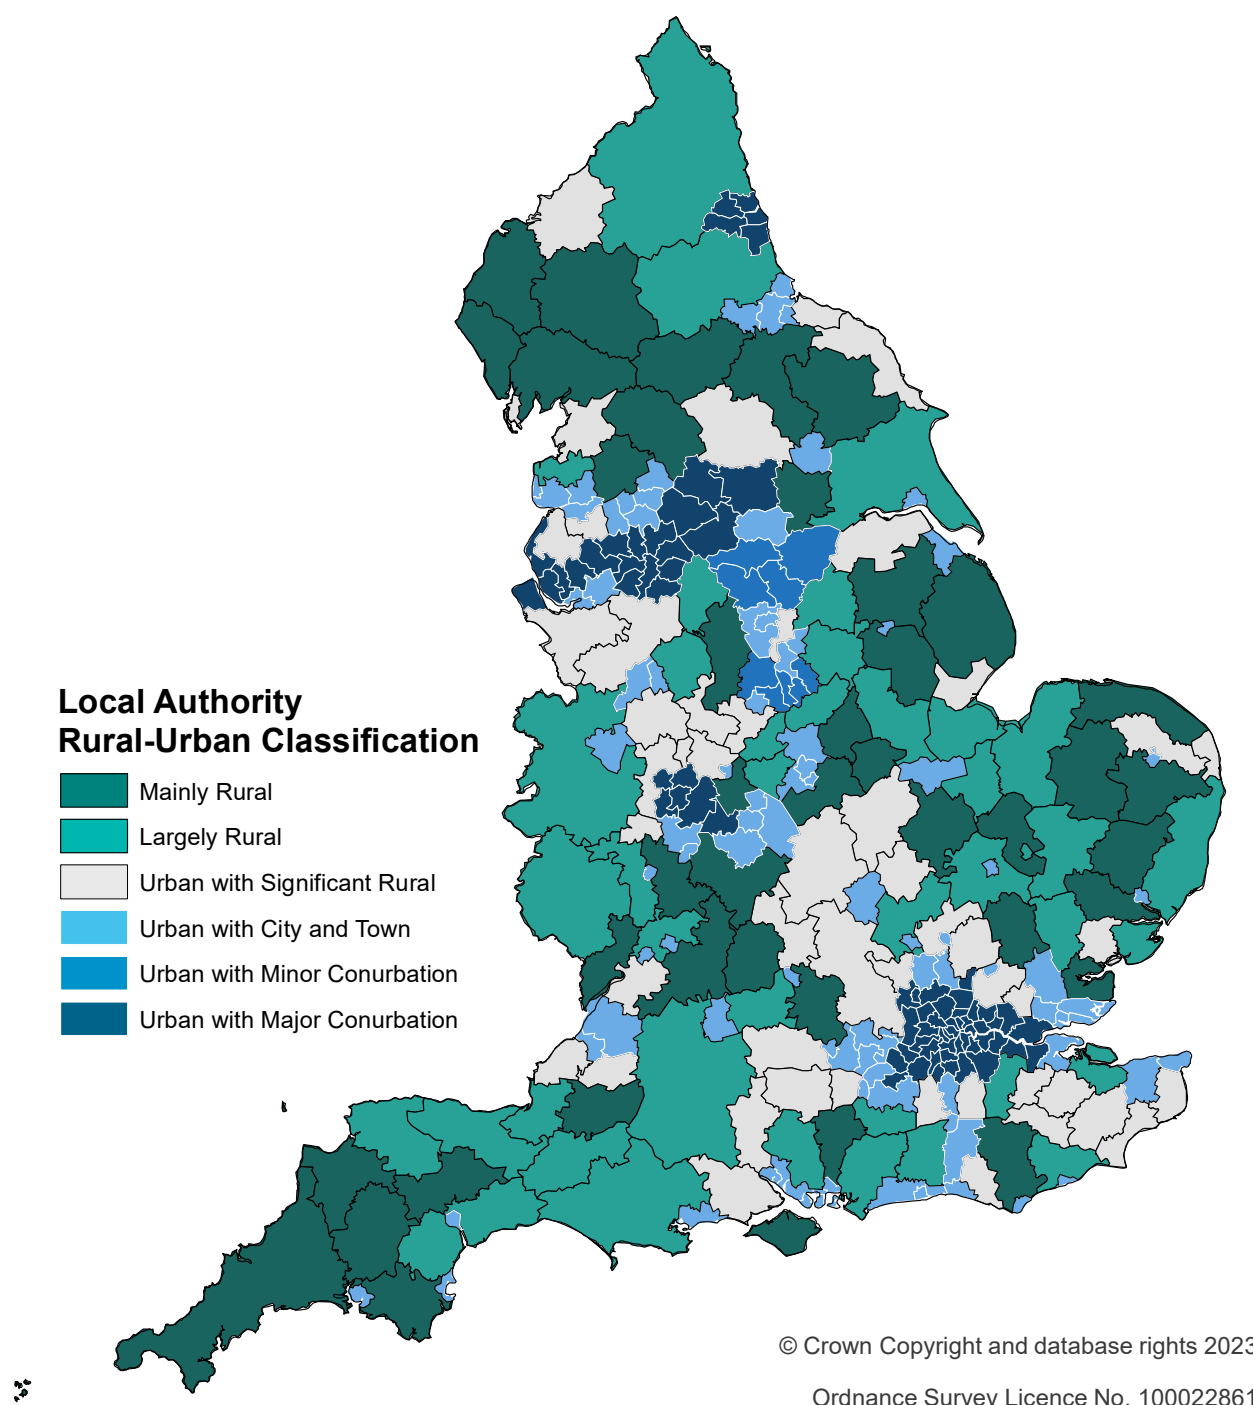 Local Authority
Rural-Urban Classification
Mainly Rural
Largely Rural
Urban with Significant Rural
Urban with City and Town
Urban with Minor Conurbation
Urban with Major Conurbation
© Crown Copyright and database rights 2023
Ordnance Survey Licence No. 100022861